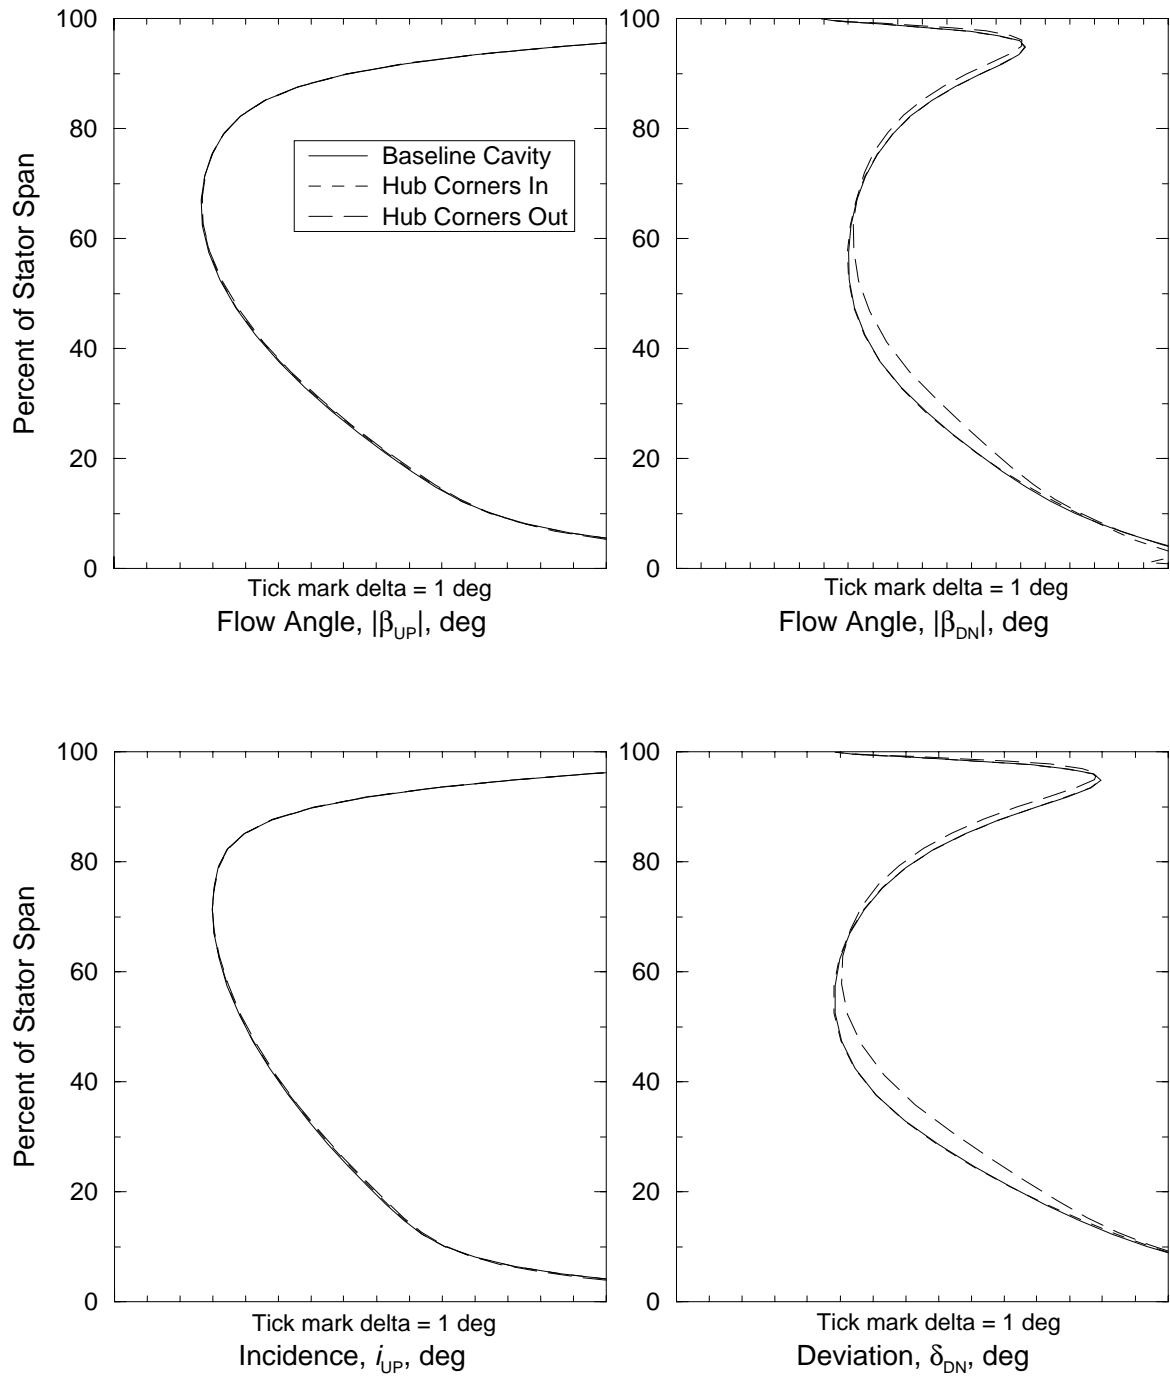 100
80
60
40
20
0
Percent of Stator Span
Baseline Cavity
Hub Corners In
Hub Corners Out
Tick mark delta = 1 deg
Flow Angle, |β_UP|, deg
100
80
60
40
20
0
Tick mark delta = 1 deg
Flow Angle, |β_DN|, deg
100
80
60
40
20
0
Percent of Stator Span
Tick mark delta = 1 deg
Incidence, i_UP, deg
100
80
60
40
20
0
Tick mark delta = 1 deg
Deviation, δ_DN, deg